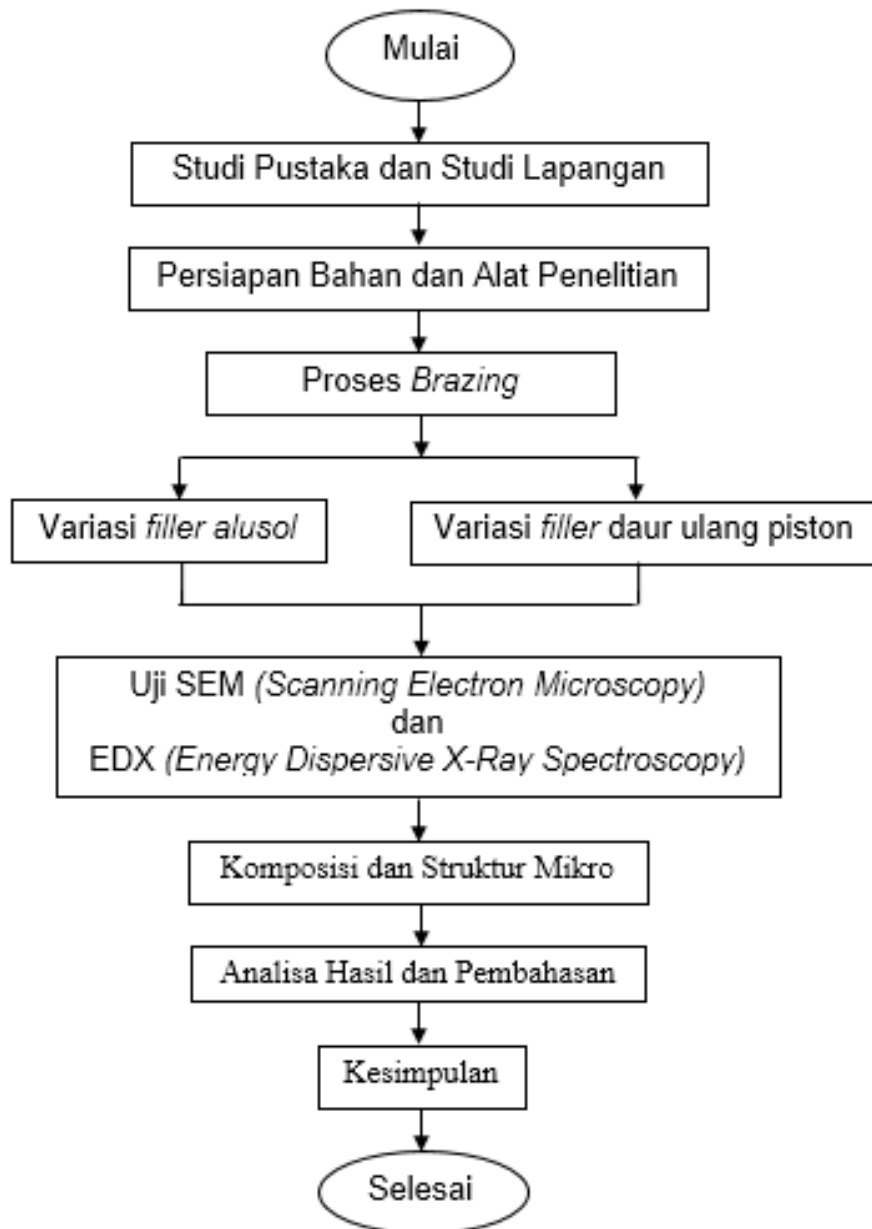 Mulai
Studi Pustaka dan Studi Lapangan
Persiapan Bahan dan Alat Penelitian
Proses Brazing
Variasi filler alusol
Variasi filler daur ulang piston
Uji SEM (Scanning Electron Microscopy)
dan
EDX (Energy Dispersive X-Ray Spectroscopy)
Komposisi dan Struktur Mikro
Analisa Hasil dan Pembahasan
Kesimpulan
Selesai